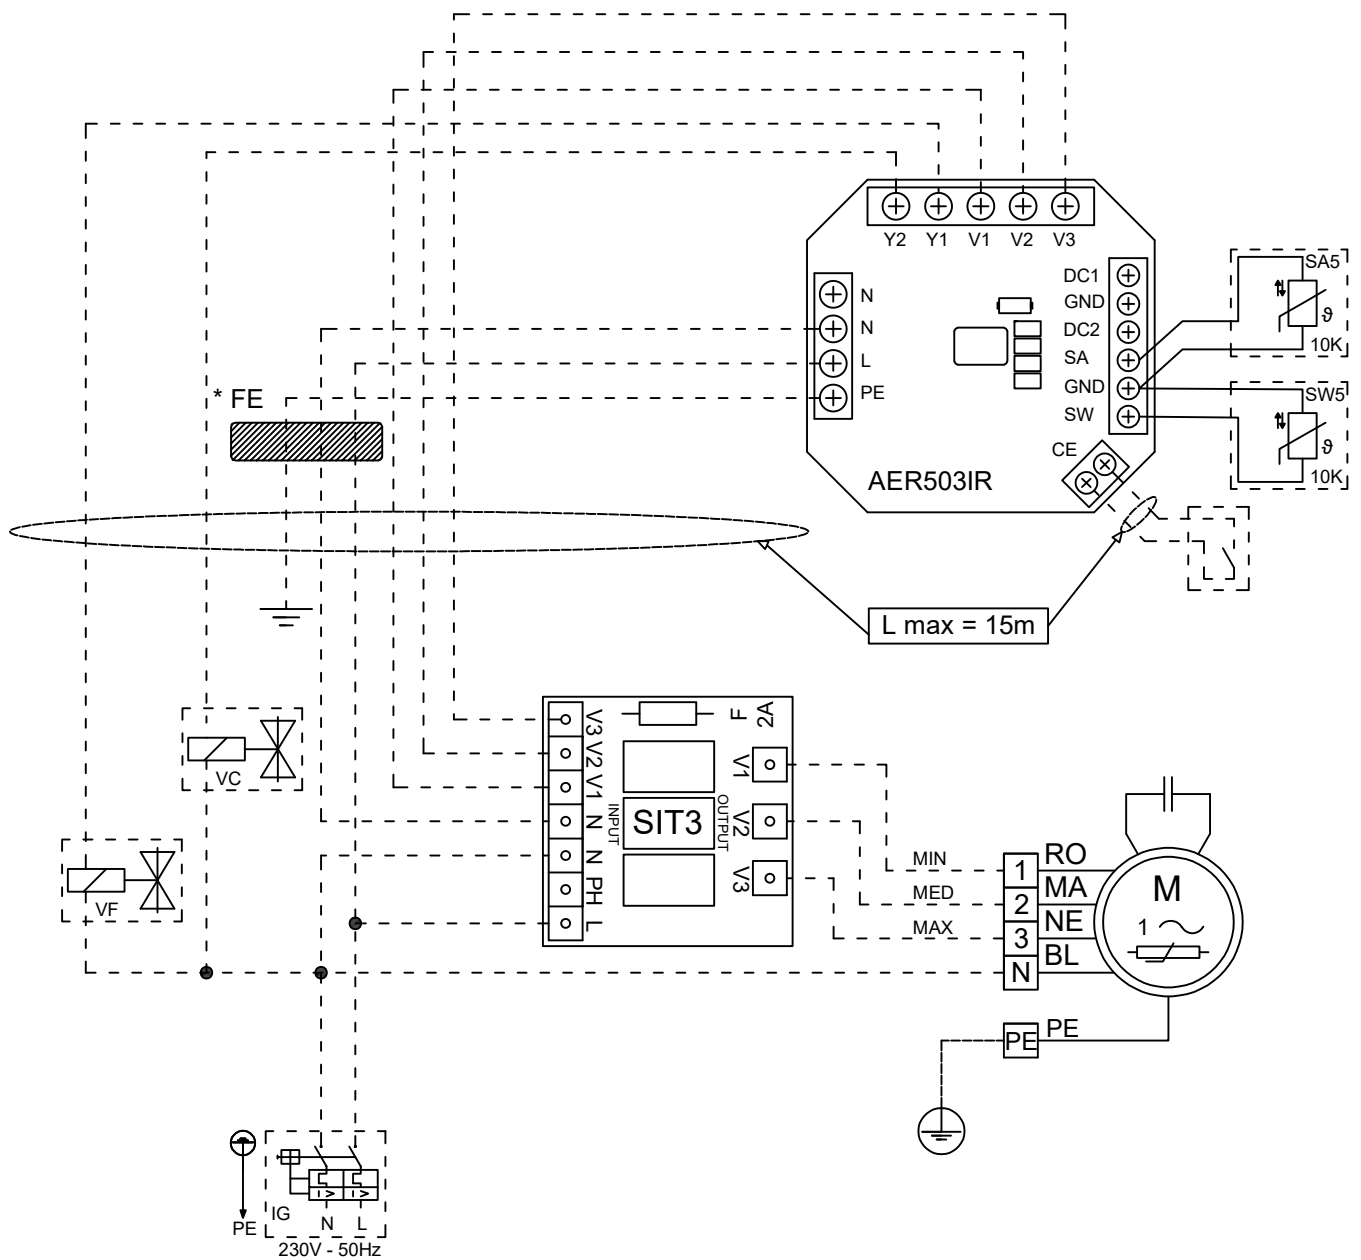 Y2 Y1 V1 V2 V3
N
N
L
PE
DC1
GND
DC2
SA
GND
SW
CE
AER503IR
SA5
ϑ
10K
SW5
ϑ
10K
* FE
L max = 15m
VC
VF
V3
V2
V1
N
N
PH
L
INPUT
SIT3
OUTPUT
F 2A
V1
V2
V3
MIN
MED
MAX
1 RO
2 MA
3 NE
N BL
PE PE
M
1
PE
IG
> >
N L
230V - 50Hz